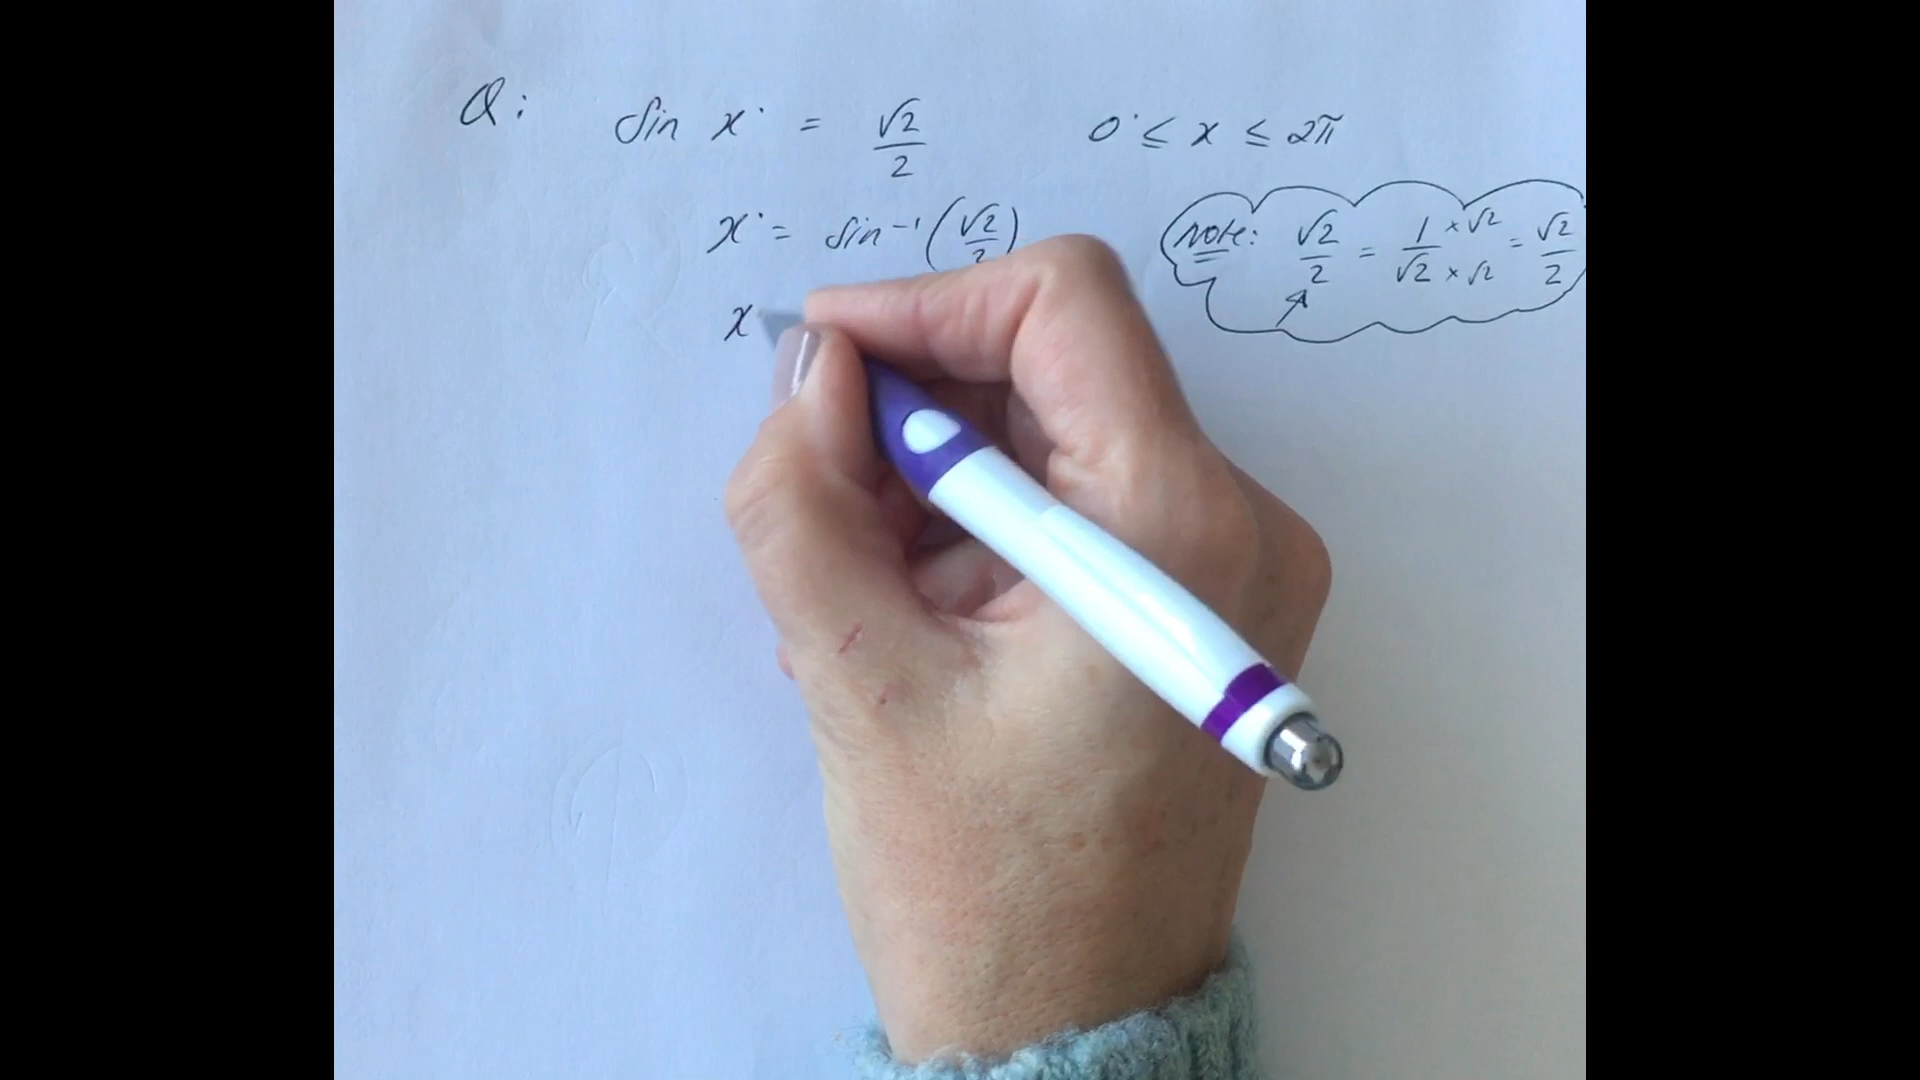 Q: Sin x° = √2/2 0° ≤ x ≤ 2π
x° = sin⁻¹(√2/2)
Note: √2/2 = 1/√2 ×√2/×√2 = √2/2
x